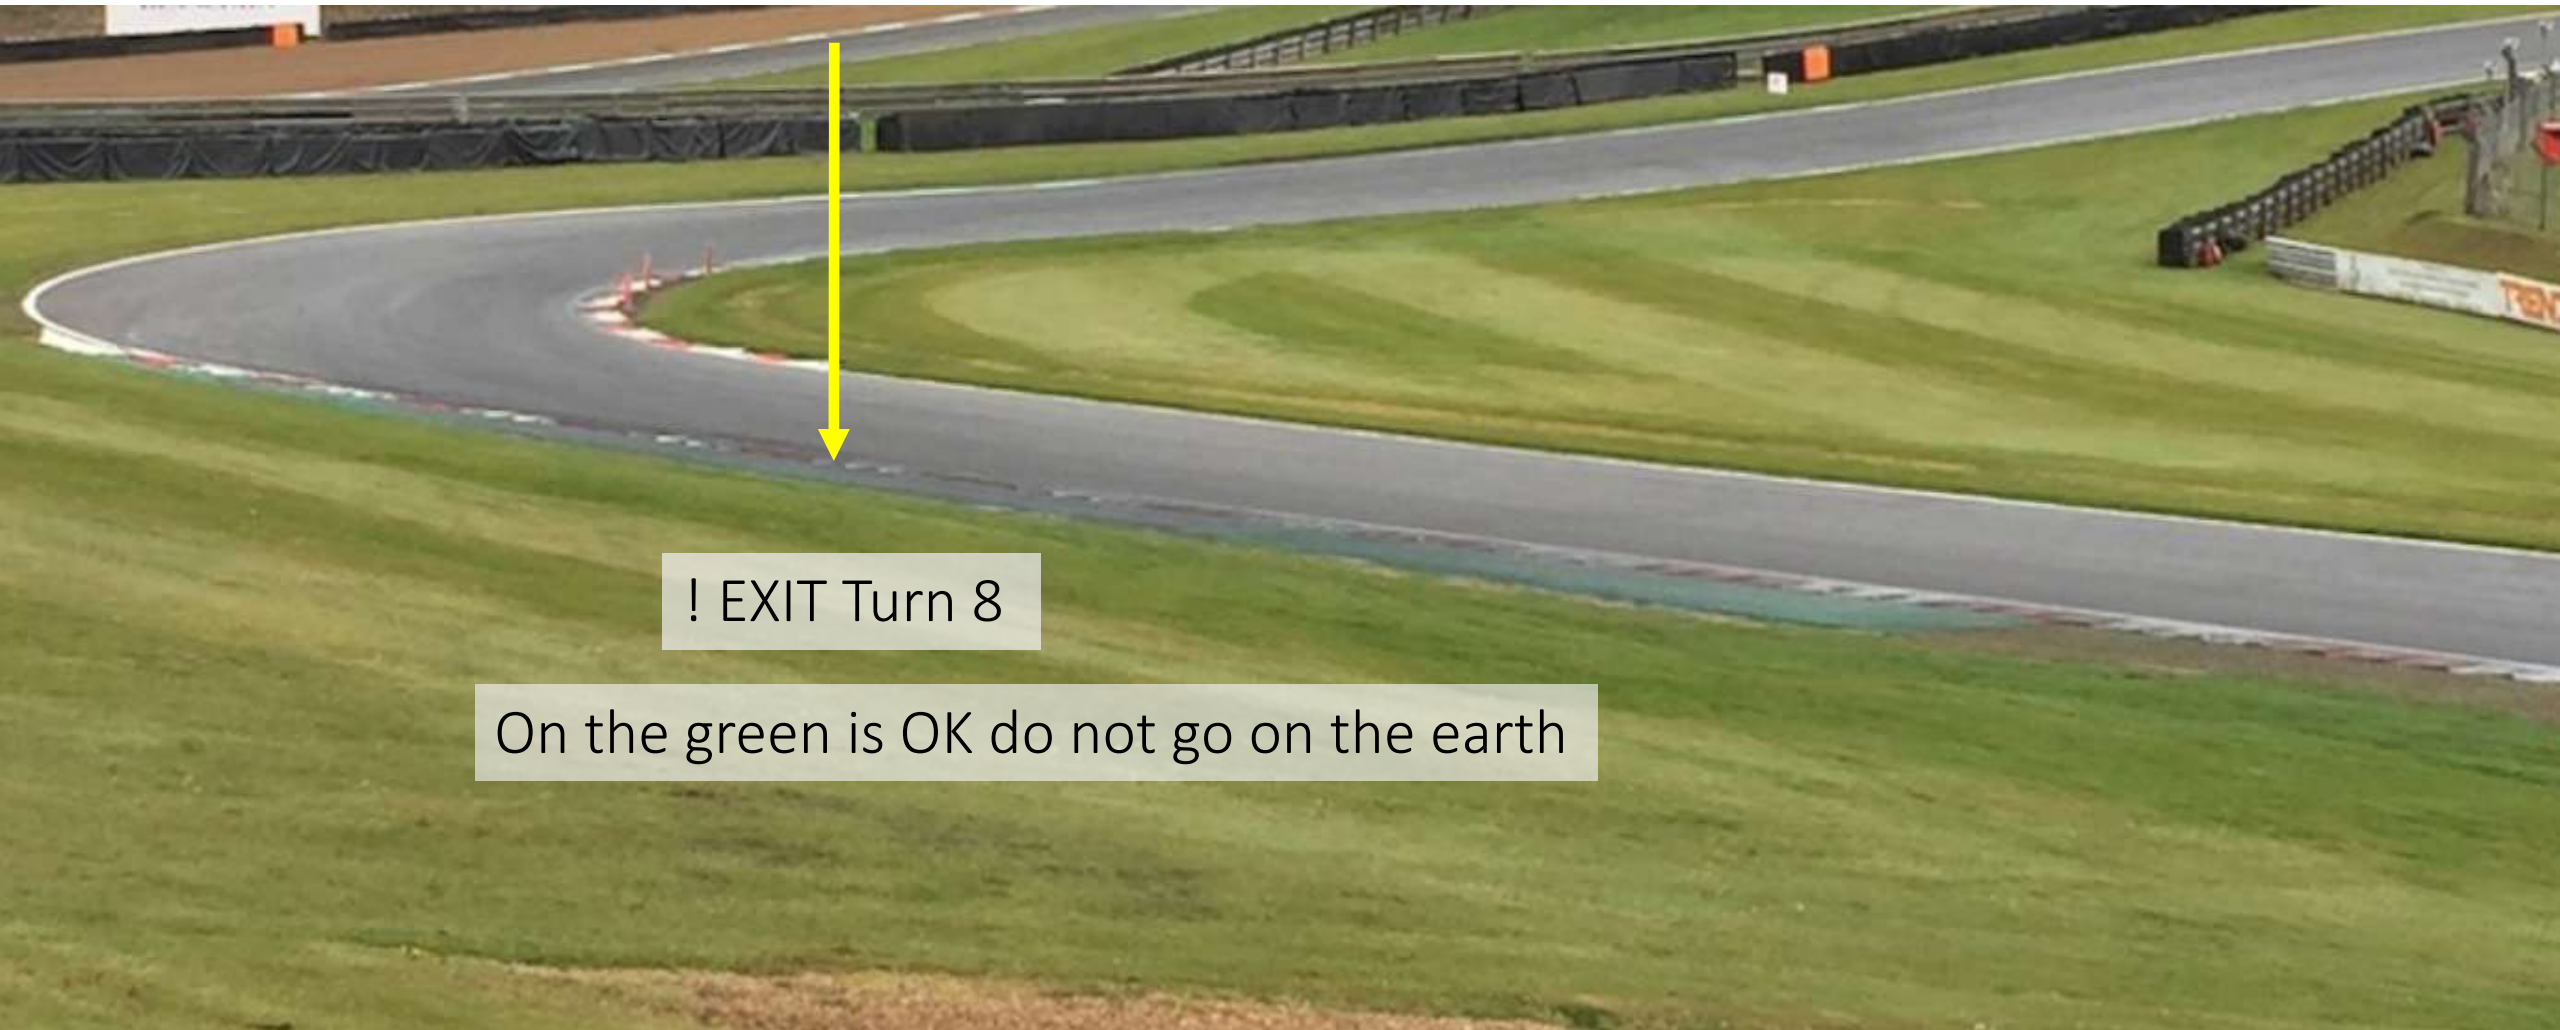 ! EXIT Turn 8
On the green is OK do not go on the earth